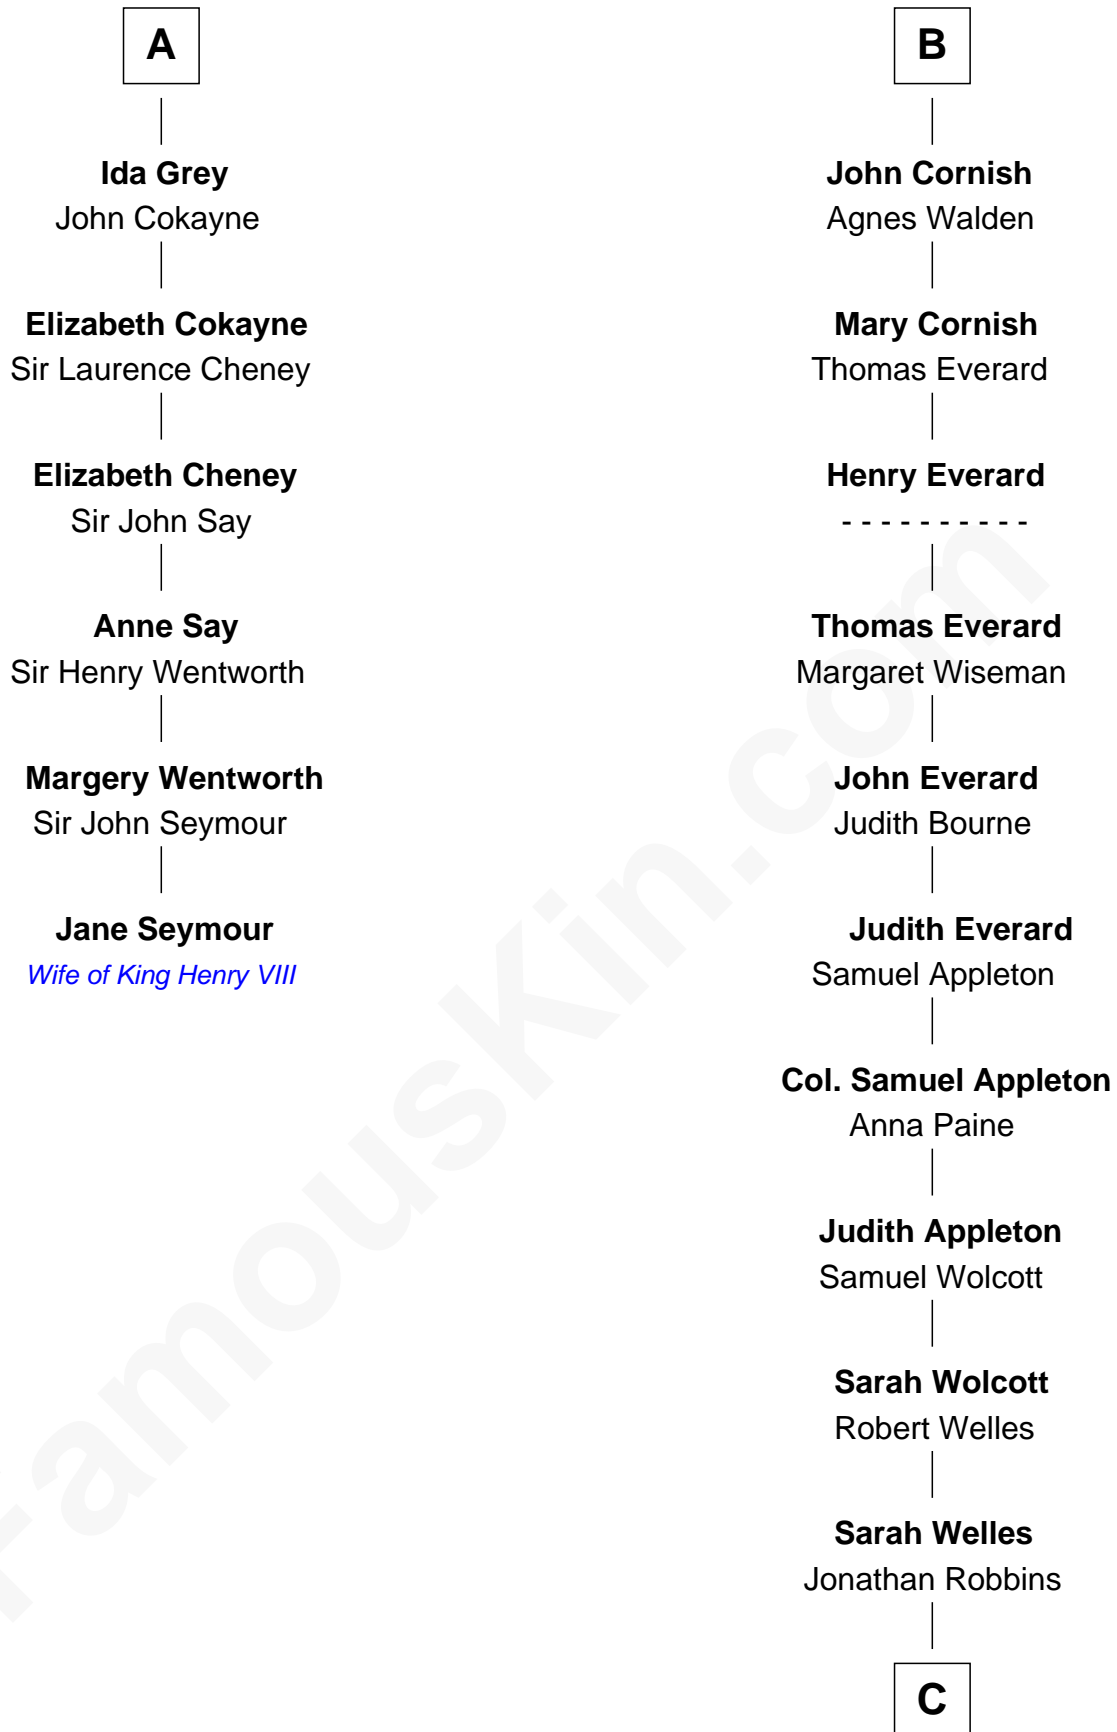 A
Ida Grey
John Cokayne
Elizabeth Cokayne
Sir Laurence Cheney
Elizabeth Cheney
Sir John Say
Anne Say
Sir Henry Wentworth
Margery Wentworth
Sir John Seymour
Jane Seymour
Wife of King Henry VIII
B
John Cornish
Agnes Walden
Mary Cornish
Thomas Everard
Henry Everard
- - - - - - - - - -
Thomas Everard
Margaret Wiseman
John Everard
Judith Bourne
Judith Everard
Samuel Appleton
Col. Samuel Appleton
Anna Paine
Judith Appleton
Samuel Wolcott
Sarah Wolcott
Robert Welles
Sarah Welles
Jonathan Robbins
C
FamousKin.com